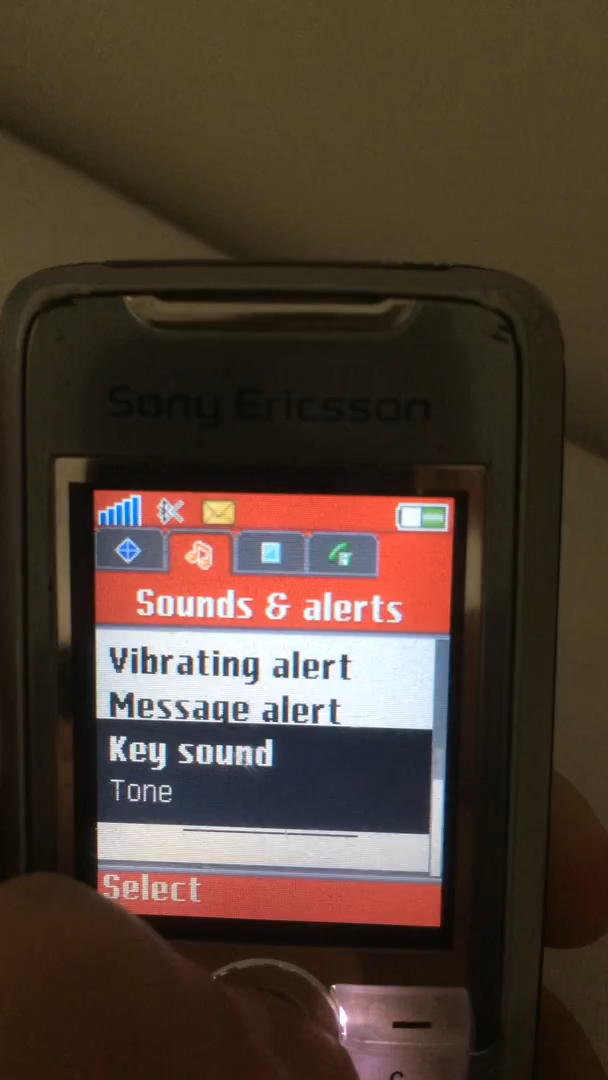 Sony Ericsson
Sounds & alerts
Vibrating alert
Message alert
Key sound
Tone
Select
c